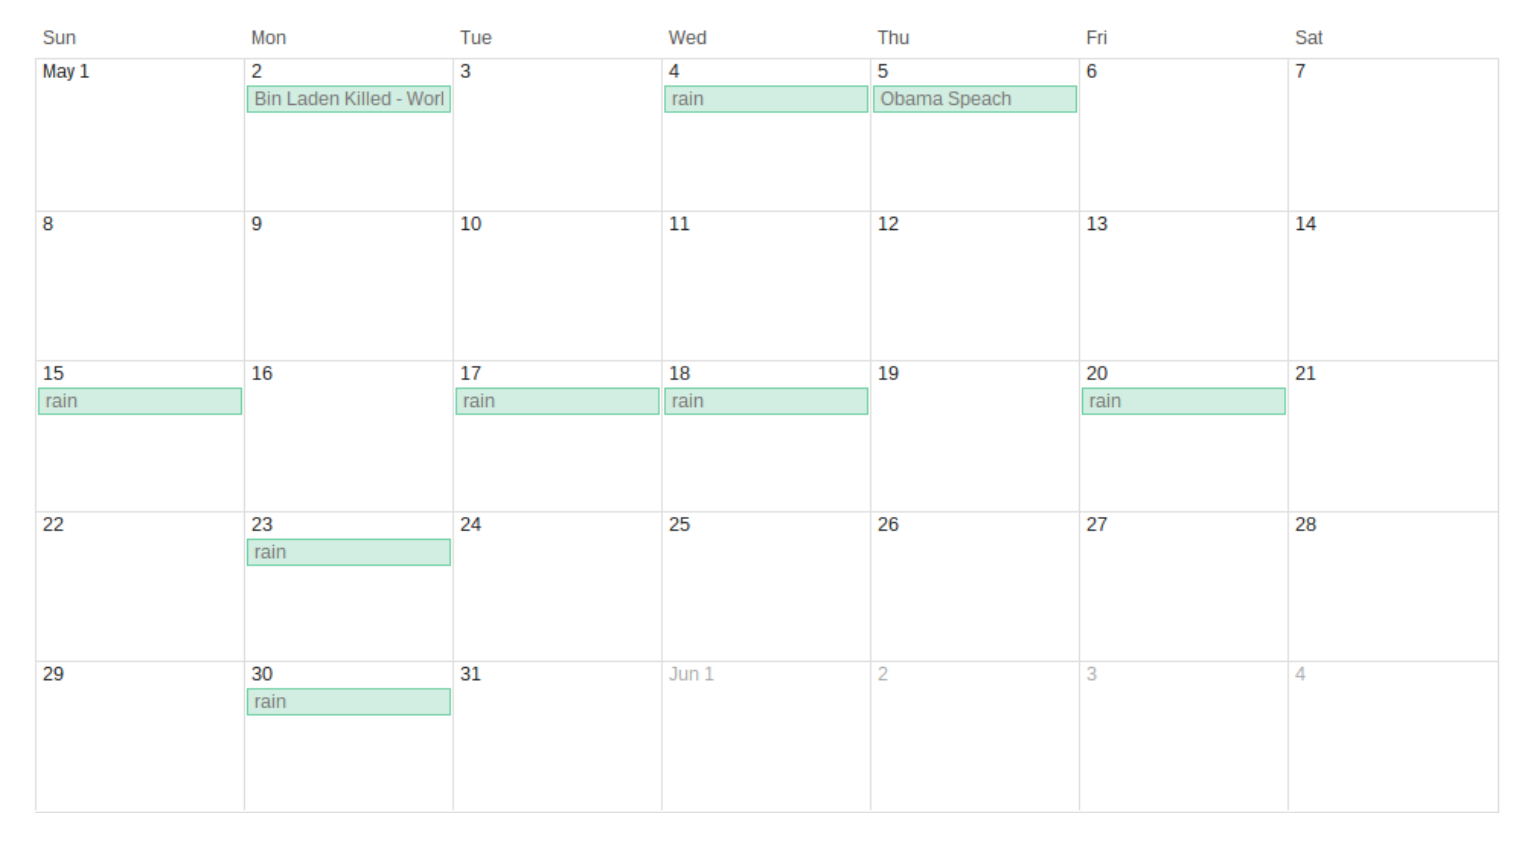 Sun Mon Tue Wed Thu Fri Sat
May 1 2 3 4 5 6 7
Bin Laden Killed - Worl rain Obama Speach
8 9 10 11 12 13 14
15 16 17 18 19 20 21
rain rain rain rain
22 23 24 25 26 27 28
rain
29 30 31 Jun 1 2 3 4
rain